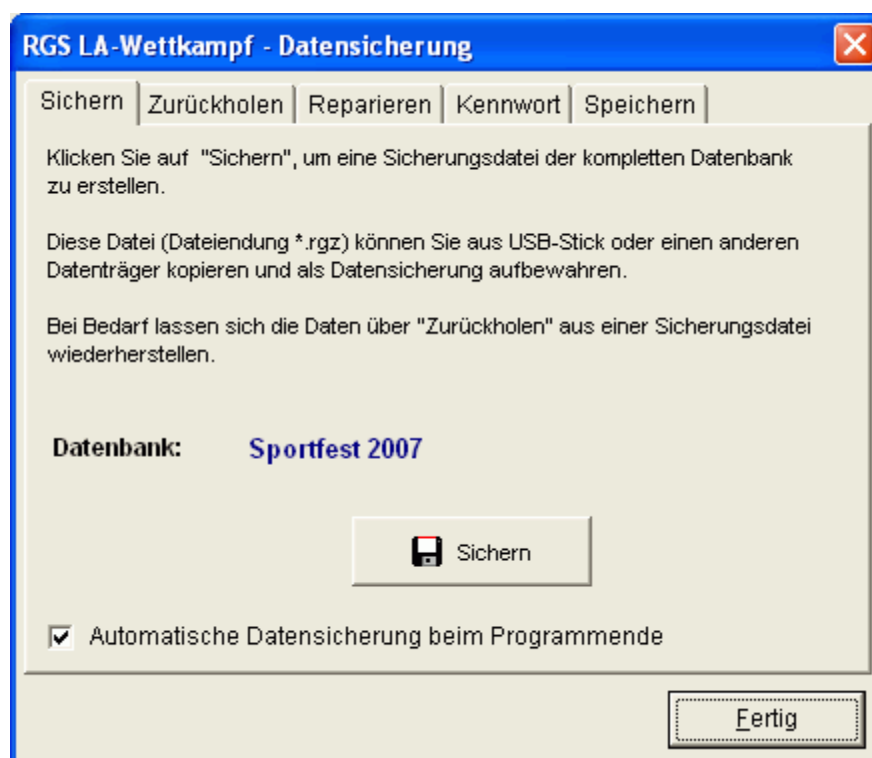 RGS LA-Wettkampf - Datensicherung
Sichern Zurückholen Reparieren Kennwort Speichern
Klicken Sie auf "Sichern", um eine Sicherungsdatei der kompletten Datenbank
zu erstellen.
Diese Datei (Dateiendung *.rgz) können Sie aus USB-Stick oder einen anderen
Datenträger kopieren und als Datensicherung aufbewahren.
Bei Bedarf lassen sich die Daten über "Zurückholen" aus einer Sicherungsdatei
wiederherstellen.
Datenbank: Sportfest 2007
Sichern
Automatische Datensicherung beim Programmende
Fertig